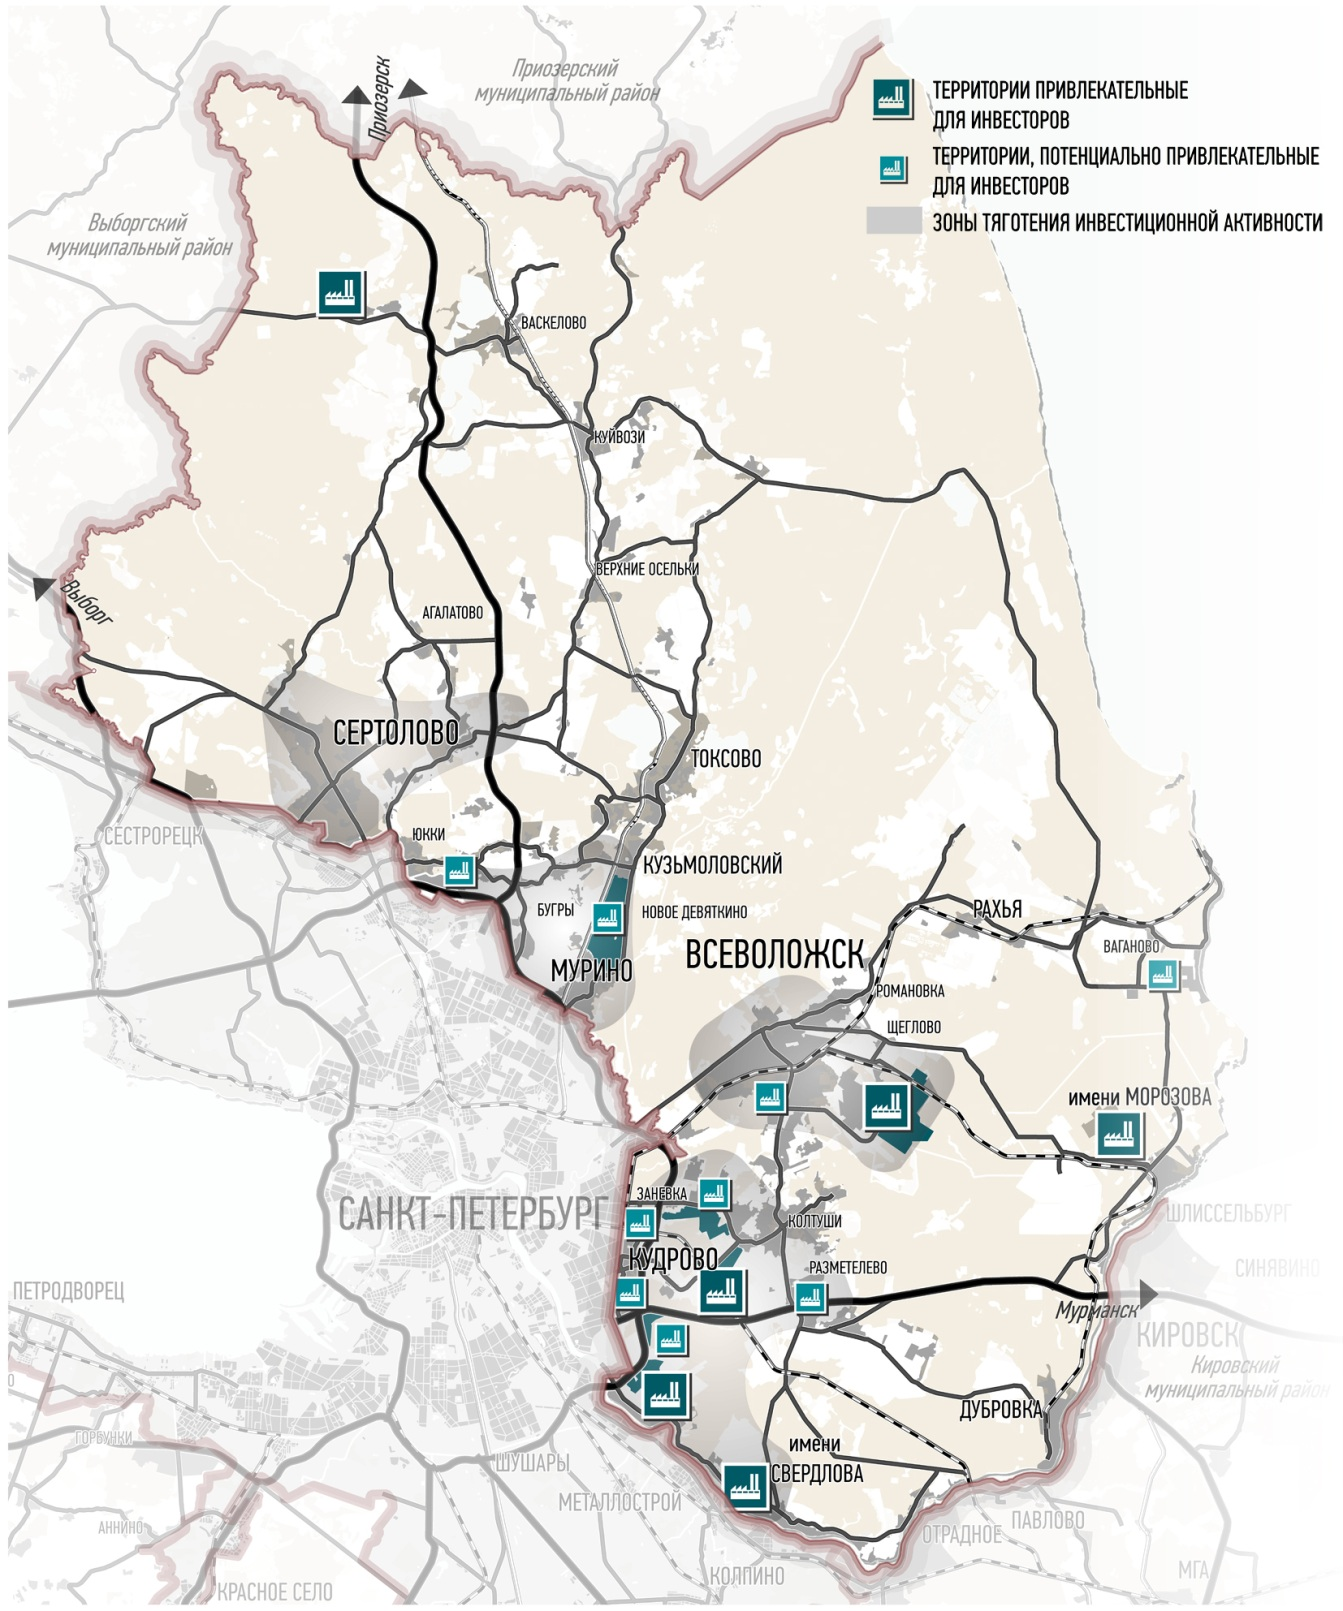 Приозерск
Приозерский
муниципальный район
ТЕРРИТОРИИ ПРИВЛЕКАТЕЛЬНЫЕ
ДЛЯ ИНВЕСТОРОВ
ТЕРРИТОРИИ, ПОТЕНЦИАЛЬНО ПРИВЛЕКАТЕЛЬНЫЕ
ДЛЯ ИНВЕСТОРОВ
ЗОНЫ ТЯГОТЕНИЯ ИНВЕСТИЦИОННОЙ АКТИВНОСТИ
Выборгский
муниципальный район
ВАСКЕЛОВО
КУЙВОЗИ
ВЕРХНИЕ ОСЕЛЬКИ
Выборг
АГАЛАТОВО
СЕРТОЛОВО
ТОКСОВО
СЕСТРОРЕЦК
ЮККИ
КУЗЬМОЛОВСКИЙ
БУГРЫ
НОВОЕ ДЕВЯТКИНО
РАХЬЯ
ВАГАНОВО
МУРИНО
ВСЕВОЛОЖСК
РОМАНОВКА
ЩЕГЛОВО
имени МОРОЗОВА
ЗАНЕВКА
САНКТ-ПЕТЕРБУРГ
КОЛТУШИ
ШЛИССЕЛЬБУРГ
КУДРОВО
РАЗМЕТЕЛЕВО
СИНЯВИНО
ПЕТРОДВОРЕЦ
Мурманск
КИРОВСК
Кировский
муниципальный район
ДУБРОВКА
ГОРБУНКИ
имени
СВЕРДЛОВА
ШУШАРЫ
МЕТАЛЛОСТРОЙ
АННИНО
ОТРАДНОЕ
ПАВЛОВО
КОЛПИНО
МГА
КРАСНОЕ СЕЛО